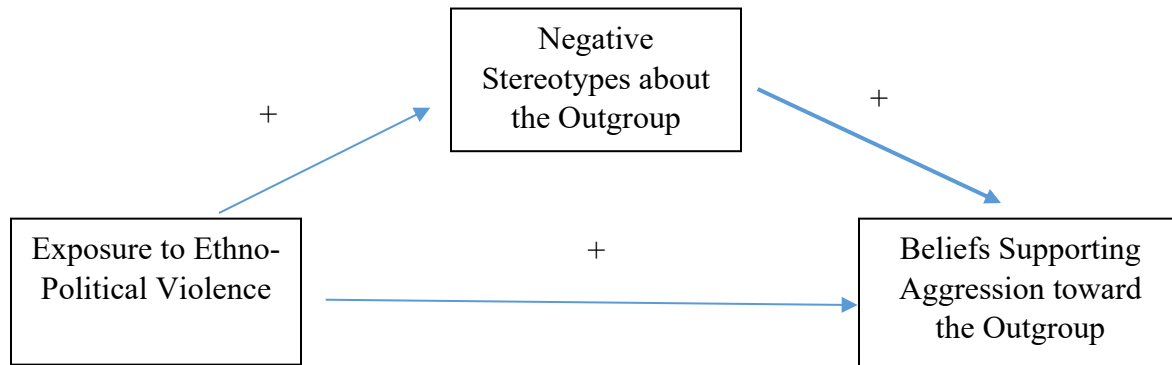 Negative
Stereotypes about
the Outgroup
+
+
Exposure to Ethno-
Political Violence
+
Beliefs Supporting
Aggression toward
the Outgroup